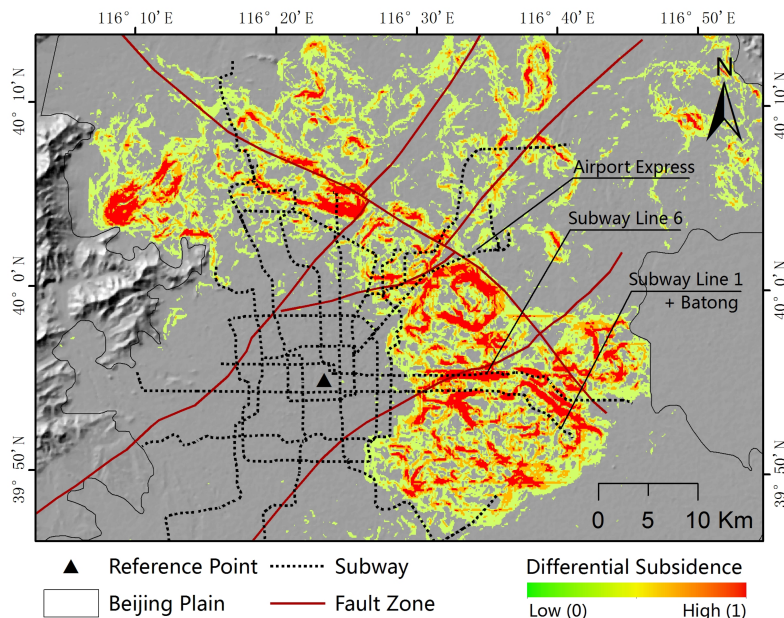 116° 10′ E 116° 20′ E 116° 30′ E 116° 40′ E 116° 50′ E
N
40° 10′ N 40° 10′ N
Airport Express
Subway Line 6
40° 0′ N 40° 0′ N
Subway Line 1
+ Batong
39° 50′ N 39° 50′ N
0 5 10 Km
Reference Point Subway Differential Subsidence
Beijing Plain Fault Zone Low (0) High (1)